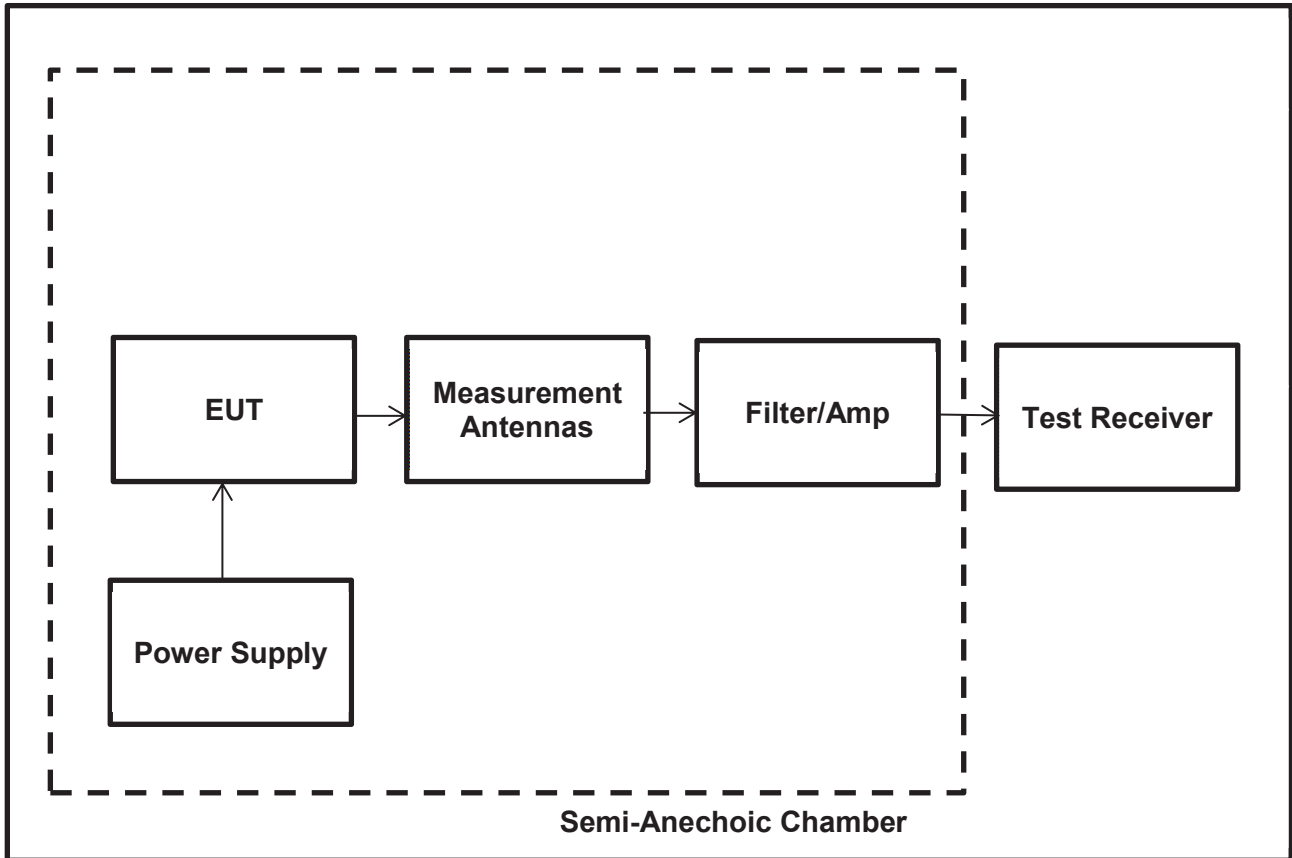 EUT
Measurement
Antennas
Filter/Amp
Test Receiver
Power Supply
Semi-Anechoic Chamber